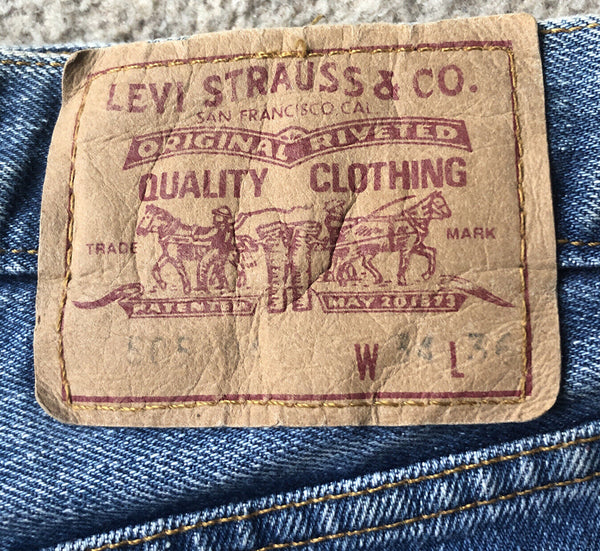 LEVI STRAUSS & CO.
SAN FRANCISCO CAL
ORIGINAL RIVETED
QUALITY CLOTHING
TRADE MARK
PATENTED MAY 20 1873
W L